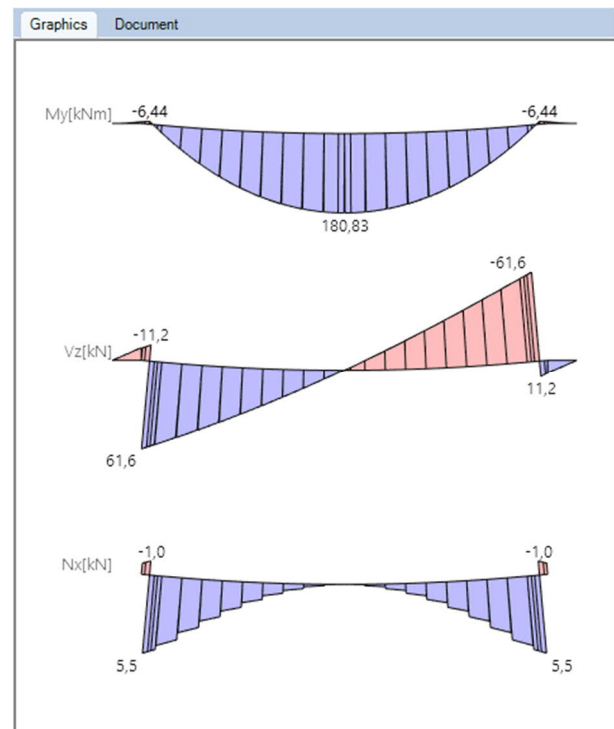 Graphics Document
My[kNm] -6,44 -6,44
180,83
-61,6
-11,2
Vz[kN]
11,2
61,6
-1,0 -1,0
Nx[kN]
5,5 5,5